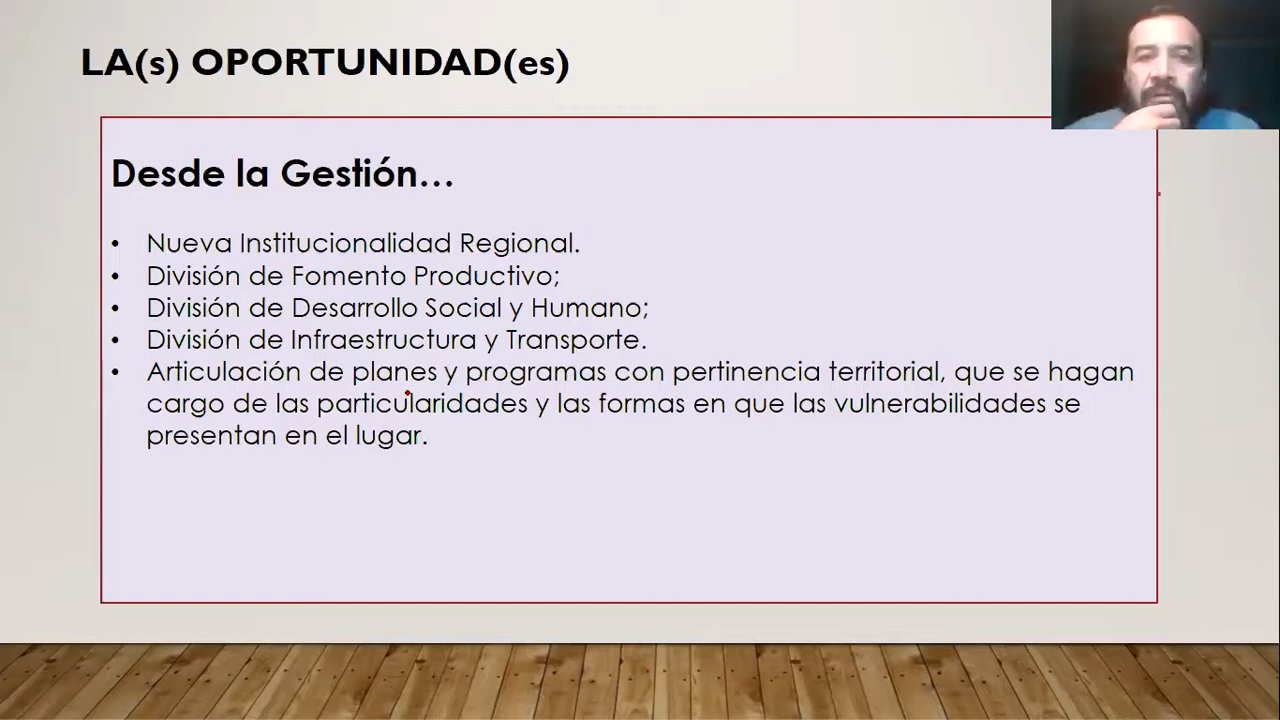 LA(s) OPORTUNIDAD(es)
Desde la Gestión…
• Nueva Institucionalidad Regional.
• División de Fomento Productivo;
• División de Desarrollo Social y Humano;
• División de Infraestructura y Transporte.
• Articulación de planes y programas con pertinencia territorial, que se hagan
cargo de las particularidades y las formas en que las vulnerabilidades se
presentan en el lugar.